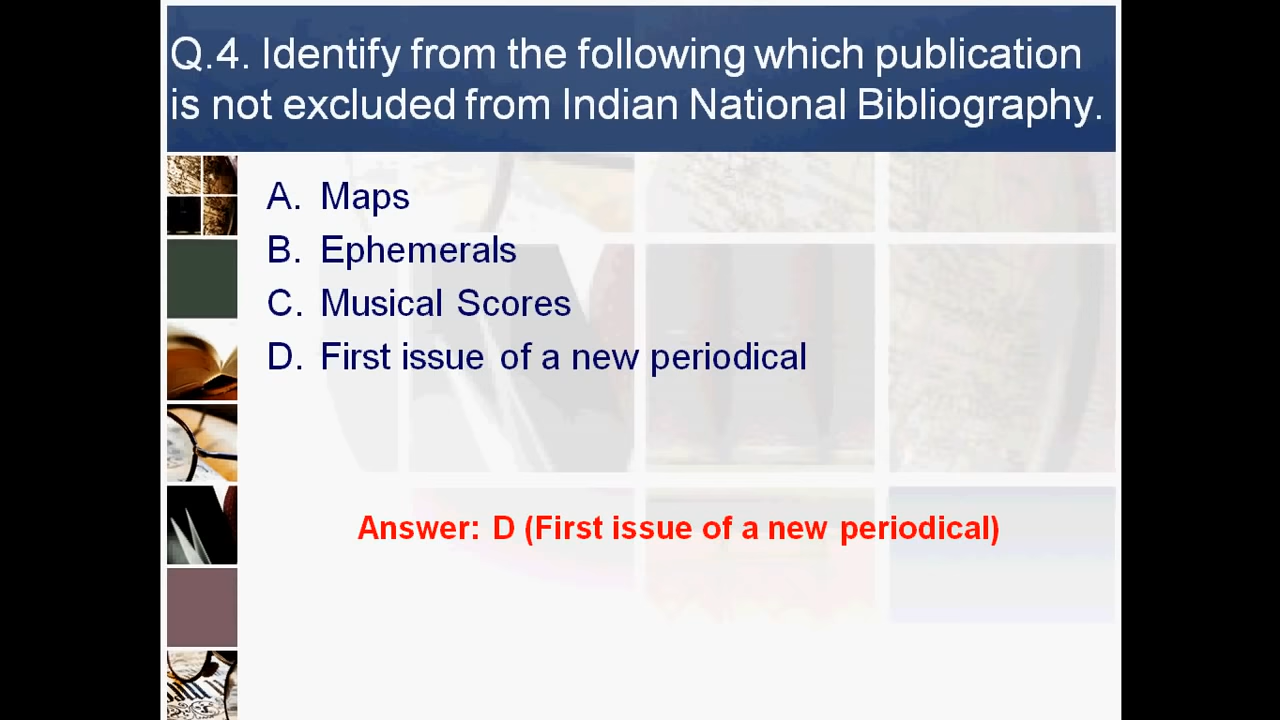 Q.4. Identify from the following which publication
is not excluded from Indian National Bibliography.
A. Maps
B. Ephemerals
C. Musical Scores
D. First issue of a new periodical
Answer: D (First issue of a new periodical)